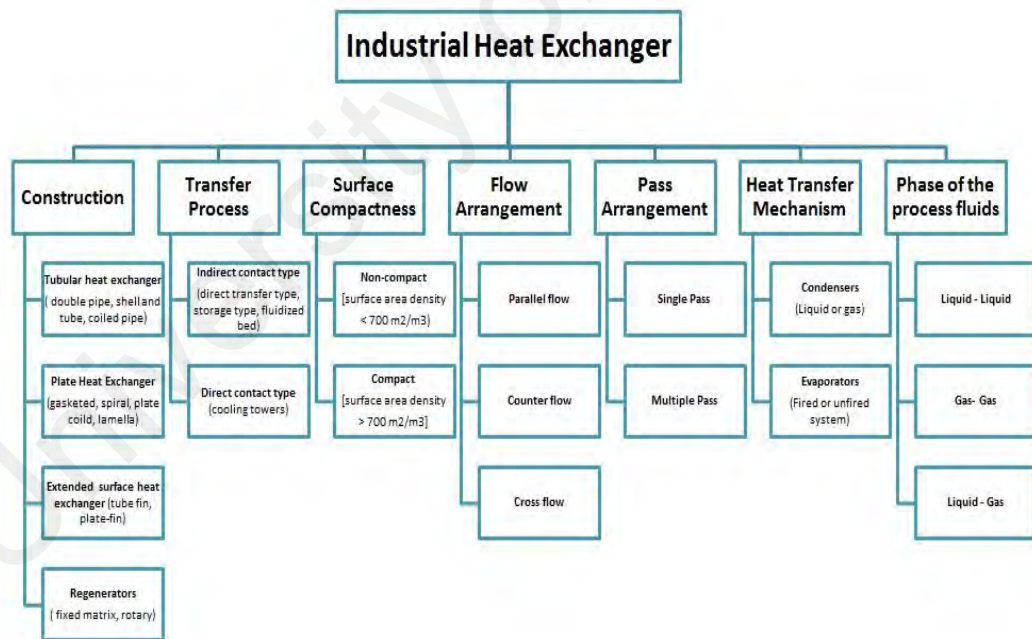 Industrial Heat Exchanger
Construction
Transfer
Process
Surface
Compactness
Flow
Arrangement
Pass
Arrangement
Heat Transfer
Mechanism
Phase of the
process fluids
Tubular heat exchanger
( double pipe, shell and
tube, coiled pipe)
Plate Heat Exchanger
(gasketed, spiral, plate
coild, lamella)
Extended surface heat
exchanger (tube fin,
plate-fin)
Regenerators
( fixed matrix, rotary)
Indirect contact type
(direct transfer type,
storage type, fluidized
bed)
Direct contact type
(cooling towers)
Non-compact
[surface area density
< 700 m2/m3)
Compact
[surface area density
> 700 m2/m3]
Parallel flow
Counter flow
Cross flow
Single Pass
Multiple Pass
Condensers
(Liquid or gas)
Evaporators
(Fired or unfired
system)
Liquid - Liquid
Gas- Gas
Liquid - Gas
University of